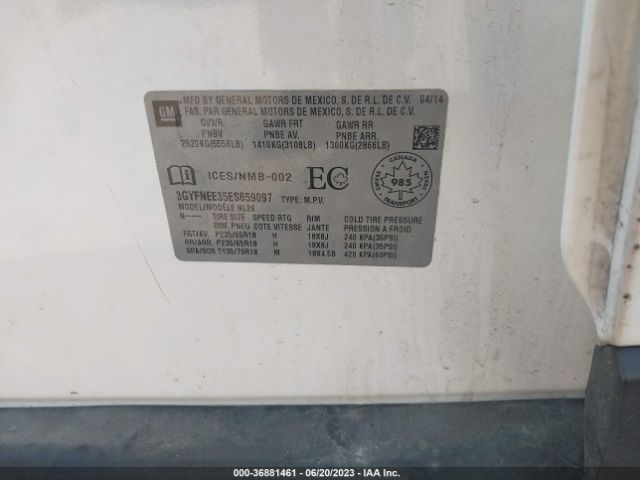 GM
MFD BY GENERAL MOTORS DE MEXICO, S. DE R.L. DE C.V. 04/14
FAB. PAR GENERAL MOTORS DE MEXICO, S. DE R.L. DE C.V.
GVWR GAWR FRT GAWR RR
PNBV PNBE AV. PNBE ARR.
2520KG(5556LB) 1410KG(3108LB) 1300KG(2866LB)
ICES/NMB-002 EC
CANADA 985 NVAC
3GYFNEE35ES659097 TYPE: M.P.V.
MODEL/MODÈLE NL26
N---- TIRE SIZE SPEED RTG RIM COLD TIRE PRESSURE
DIM. PNEU COTE VITESSE JANTE PRESSION A FROID
FRT/AV. P235/65R18 H 18X8J 240 KPA(35PSI)
RR/ARR. P235/65R18 H 18X8J 240 KPA(35PSI)
SPA/SOS T135/70R18 M 18X4.5B 420 KPA(60PSI)
000-36881461 | 06/20/2023 | IAA Inc.